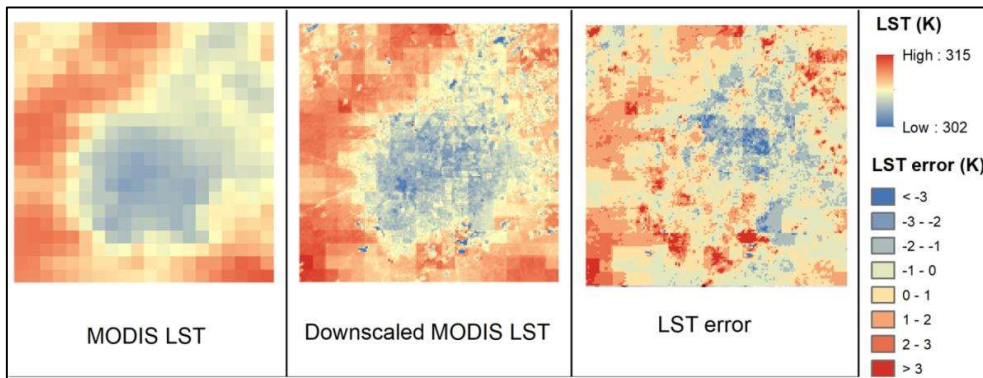 MODIS LST
Downscaled MODIS LST
LST error
LST (K)
High : 315
Low : 302
LST error (K)
< -3
-3 - -2
-2 - -1
-1 - 0
0 - 1
1 - 2
2 - 3
> 3